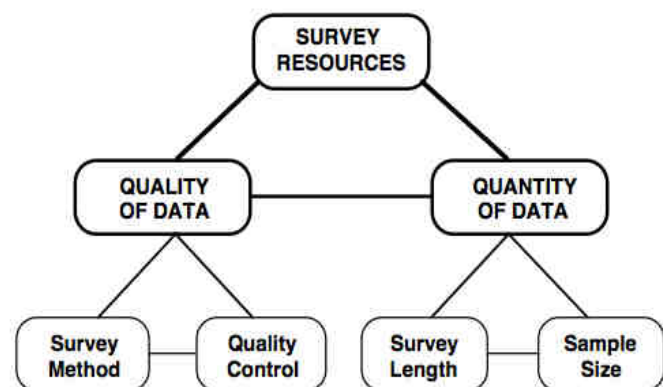 SURVEY
RESOURCES
QUALITY
OF DATA
QUANTITY
OF DATA
Survey
Method
Quality
Control
Survey
Length
Sample
Size